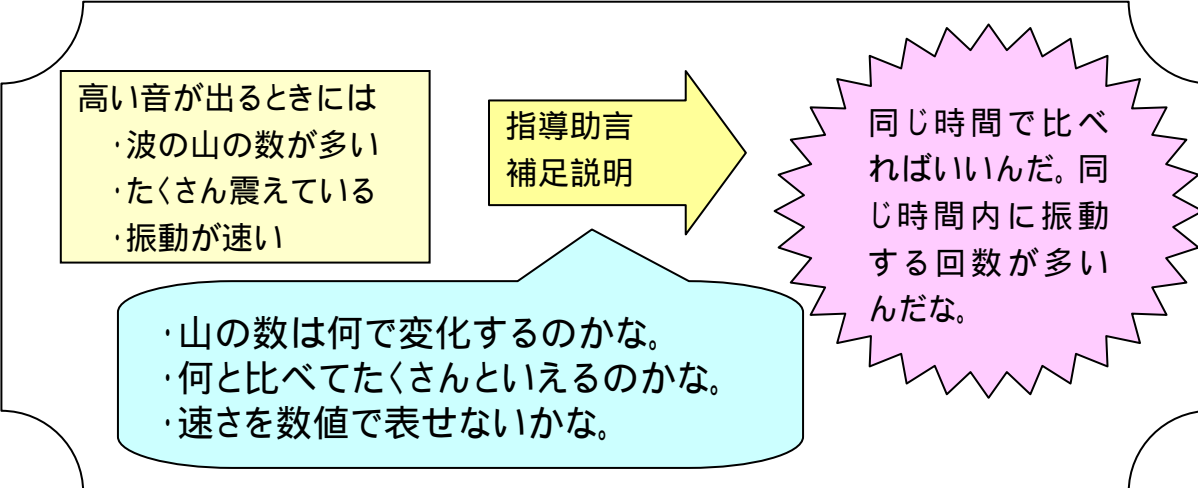 高い音が出るときには
・波の山の数が多い
・たくさん震えている
・振動が速い
指導助言
補足説明
同じ時間で比べ
ればいいんだ。同
じ時間内に振動
する回数が多い
んだな。
・山の数は何で変化するのかな。
・何と比べてたくさんといえるのかな。
・速さを数値で表せないかな。